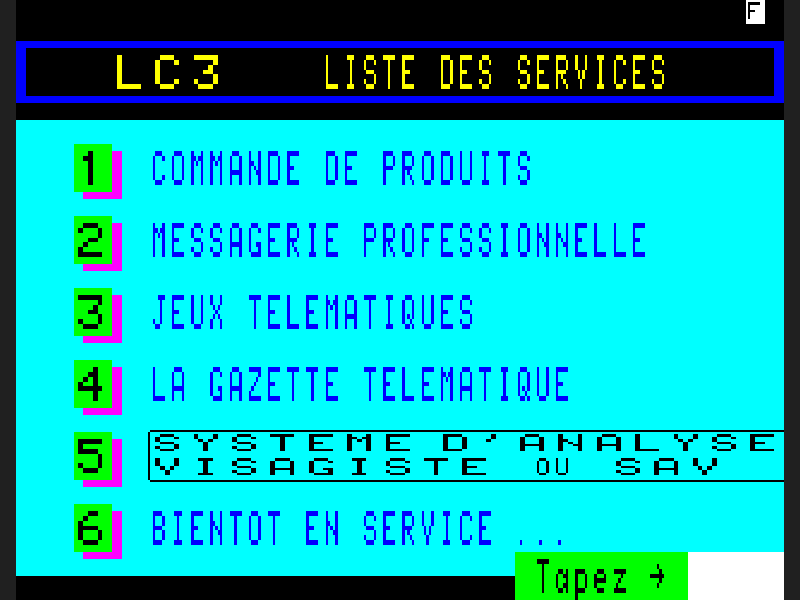 F
LC3 LISTE DES SERVICES
1 COMMANDE DE PRODUITS
2 MESSAGERIE PROFESSIONNELLE
3 JEUX TELEMATIQUES
4 LA GAZETTE TELEMATIQUE
5 SYSTEME D'ANALYSE
VISAGISTE OU SAV
6 BIENTOT EN SERVICE ...
Tapez →